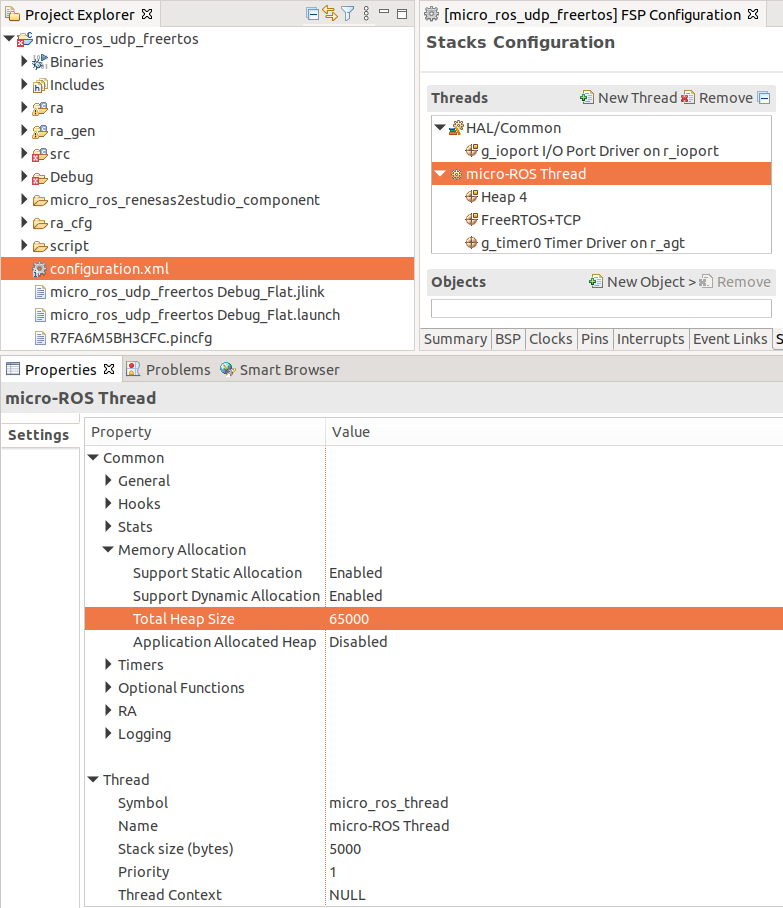 Project Explorer
micro_ros_udp_freertos
Binaries
Includes
ra
ra_gen
src
Debug
micro_ros_renesas2estudio_component
ra_cfg
script
configuration.xml
micro_ros_udp_freertos Debug_Flat.jlink
micro_ros_udp_freertos Debug_Flat.launch
R7FA6M5BH3CFC.pincfg
[micro_ros_udp_freertos] FSP Configuration
Stacks Configuration
Threads New Thread Remove
HAL/Common
g_ioport I/O Port Driver on r_ioport
micro-ROS Thread
Heap 4
FreeRTOS+TCP
g_timer0 Timer Driver on r_agt
Objects New Object > Remove
Summary BSP Clocks Pins Interrupts Event Links S
Properties Problems Smart Browser
micro-ROS Thread
Settings
Property Value
Common
General
Hooks
Stats
Memory Allocation
Support Static Allocation Enabled
Support Dynamic Allocation Enabled
Total Heap Size 65000
Application Allocated Heap Disabled
Timers
Optional Functions
RA
Logging
Thread
Symbol micro_ros_thread
Name micro-ROS Thread
Stack size (bytes) 5000
Priority 1
Thread Context NULL